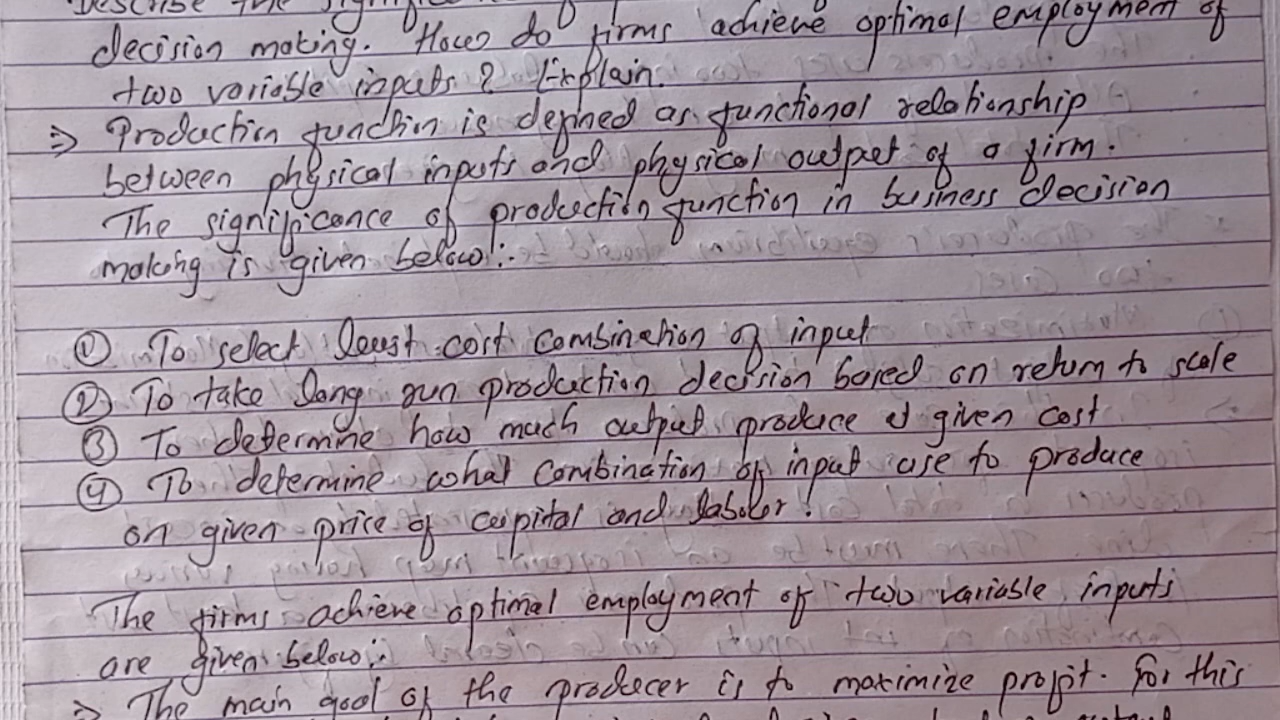 Describe the
decision making. How do firms achieve optimal employment of
two variable inputs? Explain.
⇒ Production function is defined as functional relationship
between physical inputs and physical output of a firm.
The significance of production function in business decision
making is given below:-
① To select least cost combination of input
② To take long run production decision based on return to scale
③ To determine how much output produce at given cost
④ To determine what combination of input use to produce
on given price of capital and labour.
The firms achieve optimal employment of two variable inputs
are given below:-
⇒ The main goal of the producer is to maximize profit. For this